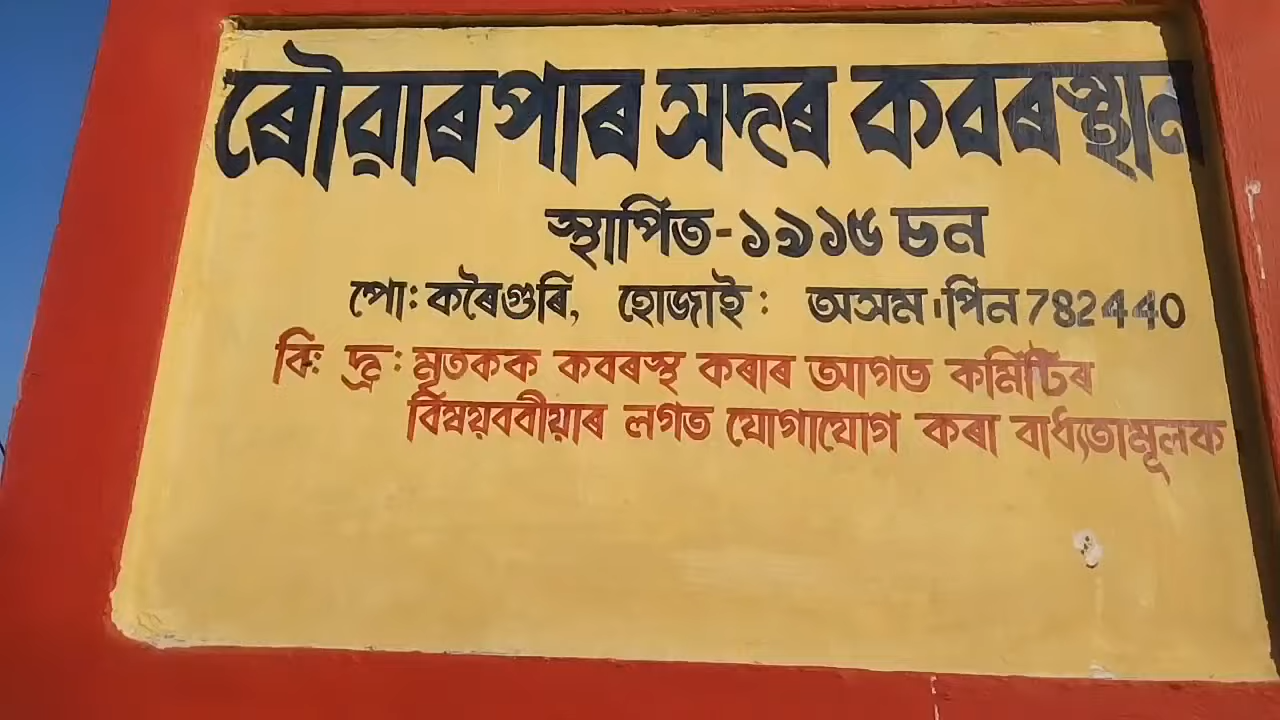 ৰৌৱাৰপাৰ সদৰ কবৰস্থান
স্থাপিত-১৯১৫ চন
পো: কৰৈগুৰি, হোজাই: অসম। পিন 782440
বি: দ্ৰ: মৃতকক কবৰস্থ কৰাৰ আগত কমিটিৰ
বিষয়ববীয়াৰ লগত যোগাযোগ কৰা বাধ্যতামূলক